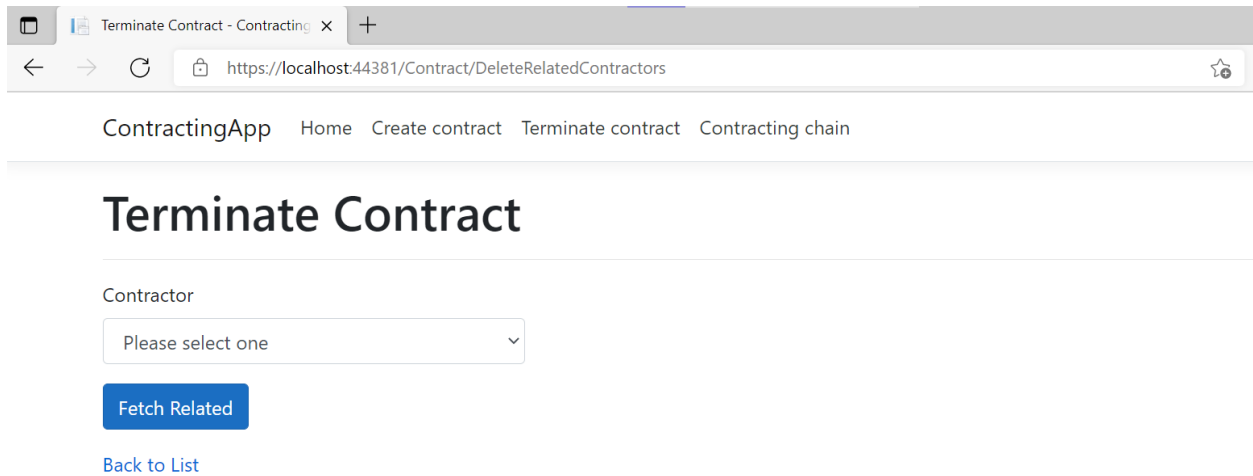 Terminate Contract - Contracting
https://localhost:44381/Contract/DeleteRelatedContractors
ContractingApp Home Create contract Terminate contract Contracting chain
Terminate Contract
Contractor
Please select one
Fetch Related
Back to List